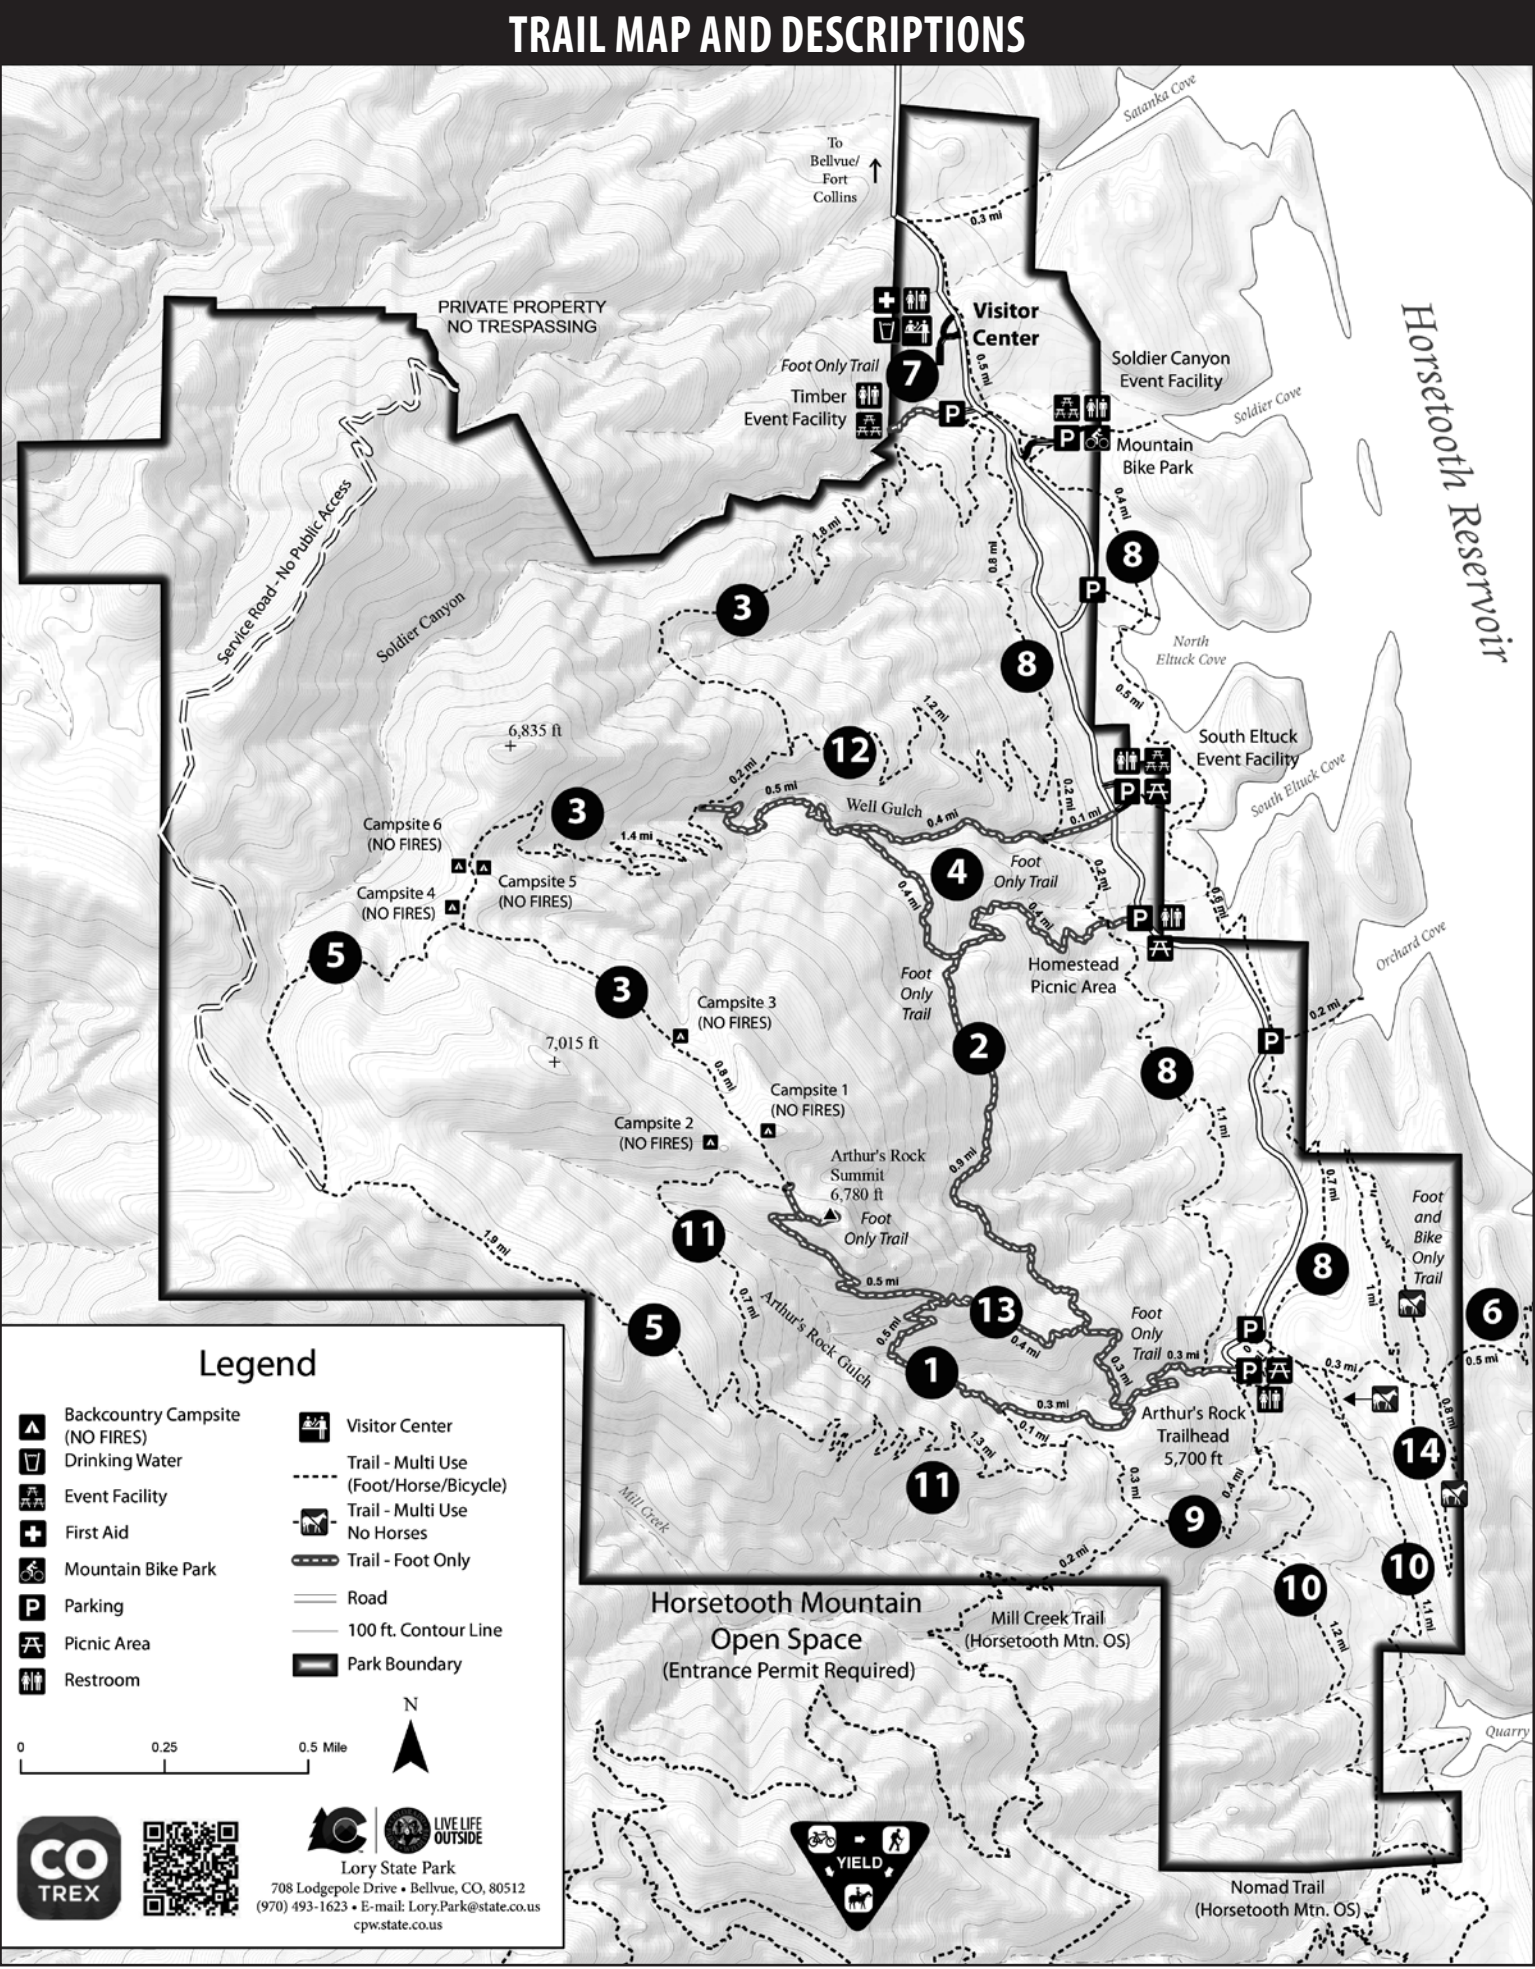 TRAIL MAP AND DESCRIPTIONS
Satanka Cove
To
Bellvue/
Fort
Collins
0.3 mi
PRIVATE PROPERTY
NO TRESPASSING
Visitor
Center
Horsetooth Reservoir
Foot Only Trail
7
0.5 mi
Soldier Canyon
Event Facility
Timber
Event Facility
P
Soldier Cove
P
Mountain
Bike Park
Service Road - No Public Access
1.8 mi
0.4 mi
0.8 mi
8
3
P
Soldier Canyon
North
Eltuck Cove
8
0.5 mi
6,835 ft
1.2 mi
12
South Eltuck
Event Facility
0.2 mi
0.5 mi
P
South Eltuck Cove
3
Well Gulch
0.4 mi
0.2 mi
0.1 mi
Campsite 6
(NO FIRES)
1.4 mi
Campsite 5
(NO FIRES)
Campsite 4
(NO FIRES)
4
Foot
Only Trail
0.4 mi
0.2 mi
0.6 mi
0.4 mi
P
5
Homestead
Picnic Area
Orchard Cove
3
Foot
Only
Trail
Campsite 3
(NO FIRES)
0.2 mi
P
7,015 ft
2
8
0.8 mi
Campsite 1
(NO FIRES)
Campsite 2
(NO FIRES)
1.1 mi
Arthur's Rock
Summit
6,780 ft
0.9 mi
0.7 mi
Foot
Only Trail
Foot
and
Bike
Only
Trail
11
1.9 mi
8
0.5 mi
1 mi
0.7 mi
Arthur's Rock Gulch
13
6
5
0.5 mi
0.4 mi
Foot
Only
Trail
P
0.3 mi
P
0.3 mi
0.5 mi
1
0.3 mi
0.3 mi
0.8 mi
Arthur's Rock
Trailhead
5,700 ft
0.1 mi
1.3 mi
14
11
0.3 mi
0.4 mi
Mill Creek
9
0.2 mi
10
10
Horsetooth Mountain
Open Space
(Entrance Permit Required)
Mill Creek Trail
(Horsetooth Mtn. OS)
1.2 mi
1.1 mi
Quarry
YIELD
Nomad Trail
(Horsetooth Mtn. OS)
Legend
Backcountry Campsite
(NO FIRES)
Drinking Water
Event Facility
First Aid
Mountain Bike Park
P
Parking
Picnic Area
Restroom
Visitor Center
Trail - Multi Use
(Foot/Horse/Bicycle)
Trail - Multi Use
No Horses
Trail - Foot Only
Road
100 ft. Contour Line
Park Boundary
N
0 0.25 0.5 Mile
CO
TREX
C
LIVE LIFE
OUTSIDE
Lory State Park
708 Lodgepole Drive • Bellvue, CO, 80512
(970) 493-1623 • E-mail: Lory.Park@state.co.us
cpw.state.co.us